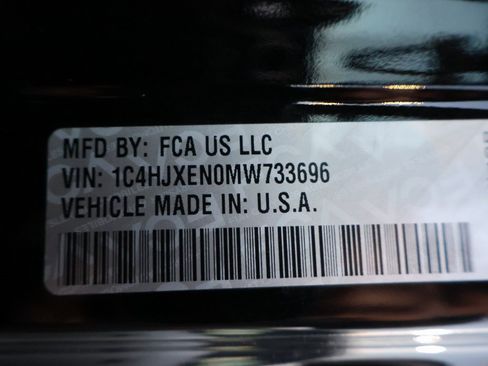 MFD BY: FCA US LLC
VIN: 1C4HJXEN0MW733696
VEHICLE MADE IN: U.S.A.